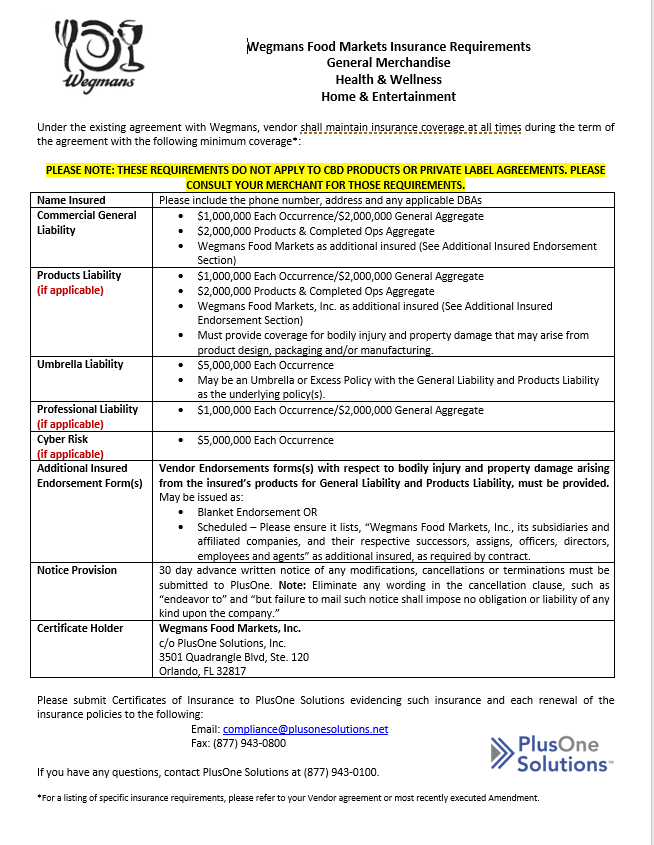 Wegmans
Wegmans Food Markets Insurance Requirements
General Merchandise
Health & Wellness
Home & Entertainment
Under the existing agreement with Wegmans, vendor shall maintain insurance coverage at all times during the term of
the agreement with the following minimum coverage*:
PLEASE NOTE: THESE REQUIREMENTS DO NOT APPLY TO CBD PRODUCTS OR PRIVATE LABEL AGREEMENTS. PLEASE
CONSULT YOUR MERCHANT FOR THOSE REQUIREMENTS.
Name Insured
Please include the phone number, address and any applicable DBAs
Commercial General
Liability
• $1,000,000 Each Occurrence/$2,000,000 General Aggregate
• $2,000,000 Products & Completed Ops Aggregate
• Wegmans Food Markets as additional insured (See Additional Insured Endorsement
Section)
Products Liability
(if applicable)
• $1,000,000 Each Occurrence/$2,000,000 General Aggregate
• $2,000,000 Products & Completed Ops Aggregate
• Wegmans Food Markets, Inc. as additional insured (See Additional Insured
Endorsement Section)
• Must provide coverage for bodily injury and property damage that may arise from
product design, packaging and/or manufacturing.
Umbrella Liability
• $5,000,000 Each Occurrence
• May be an Umbrella or Excess Policy with the General Liability and Products Liability
as the underlying policy(s).
Professional Liability
(if applicable)
• $1,000,000 Each Occurrence/$2,000,000 General Aggregate
Cyber Risk
(if applicable)
• $5,000,000 Each Occurrence
Additional Insured
Endorsement Form(s)
Vendor Endorsements forms(s) with respect to bodily injury and property damage arising
from the insured's products for General Liability and Products Liability, must be provided.
May be issued as:
• Blanket Endorsement OR
• Scheduled – Please ensure it lists, "Wegmans Food Markets, Inc., its subsidiaries and
affiliated companies, and their respective successors, assigns, officers, directors,
employees and agents" as additional insured, as required by contract.
Notice Provision
30 day advance written notice of any modifications, cancellations or terminations must be
submitted to PlusOne. Note: Eliminate any wording in the cancellation clause, such as
"endeavor to" and "but failure to mail such notice shall impose no obligation or liability of any
kind upon the company."
Certificate Holder
Wegmans Food Markets, Inc.
c/o PlusOne Solutions, Inc.
3501 Quadrangle Blvd, Ste. 120
Orlando, FL 32817
Please submit Certificates of Insurance to PlusOne Solutions evidencing such insurance and each renewal of the
insurance policies to the following:
Email: compliance@plusonesolutions.net
Fax: (877) 943-0800
PlusOne
Solutions™
If you have any questions, contact PlusOne Solutions at (877) 943-0100.
*For a listing of specific insurance requirements, please refer to your Vendor agreement or most recently executed Amendment.